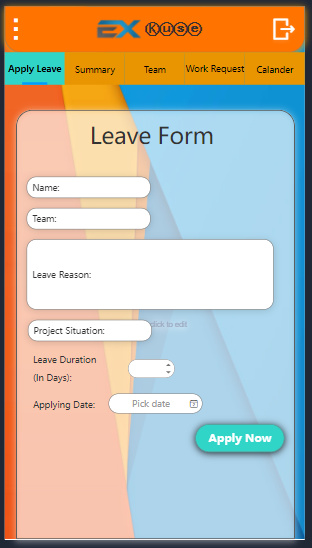 EX Kuse
Apply Leave Summary Team Work Request Calander
Leave Form
Name:
Team:
Leave Reason:
Project Situation: click to edit
Leave Duration
(In Days):
Applying Date: Pick date
Apply Now